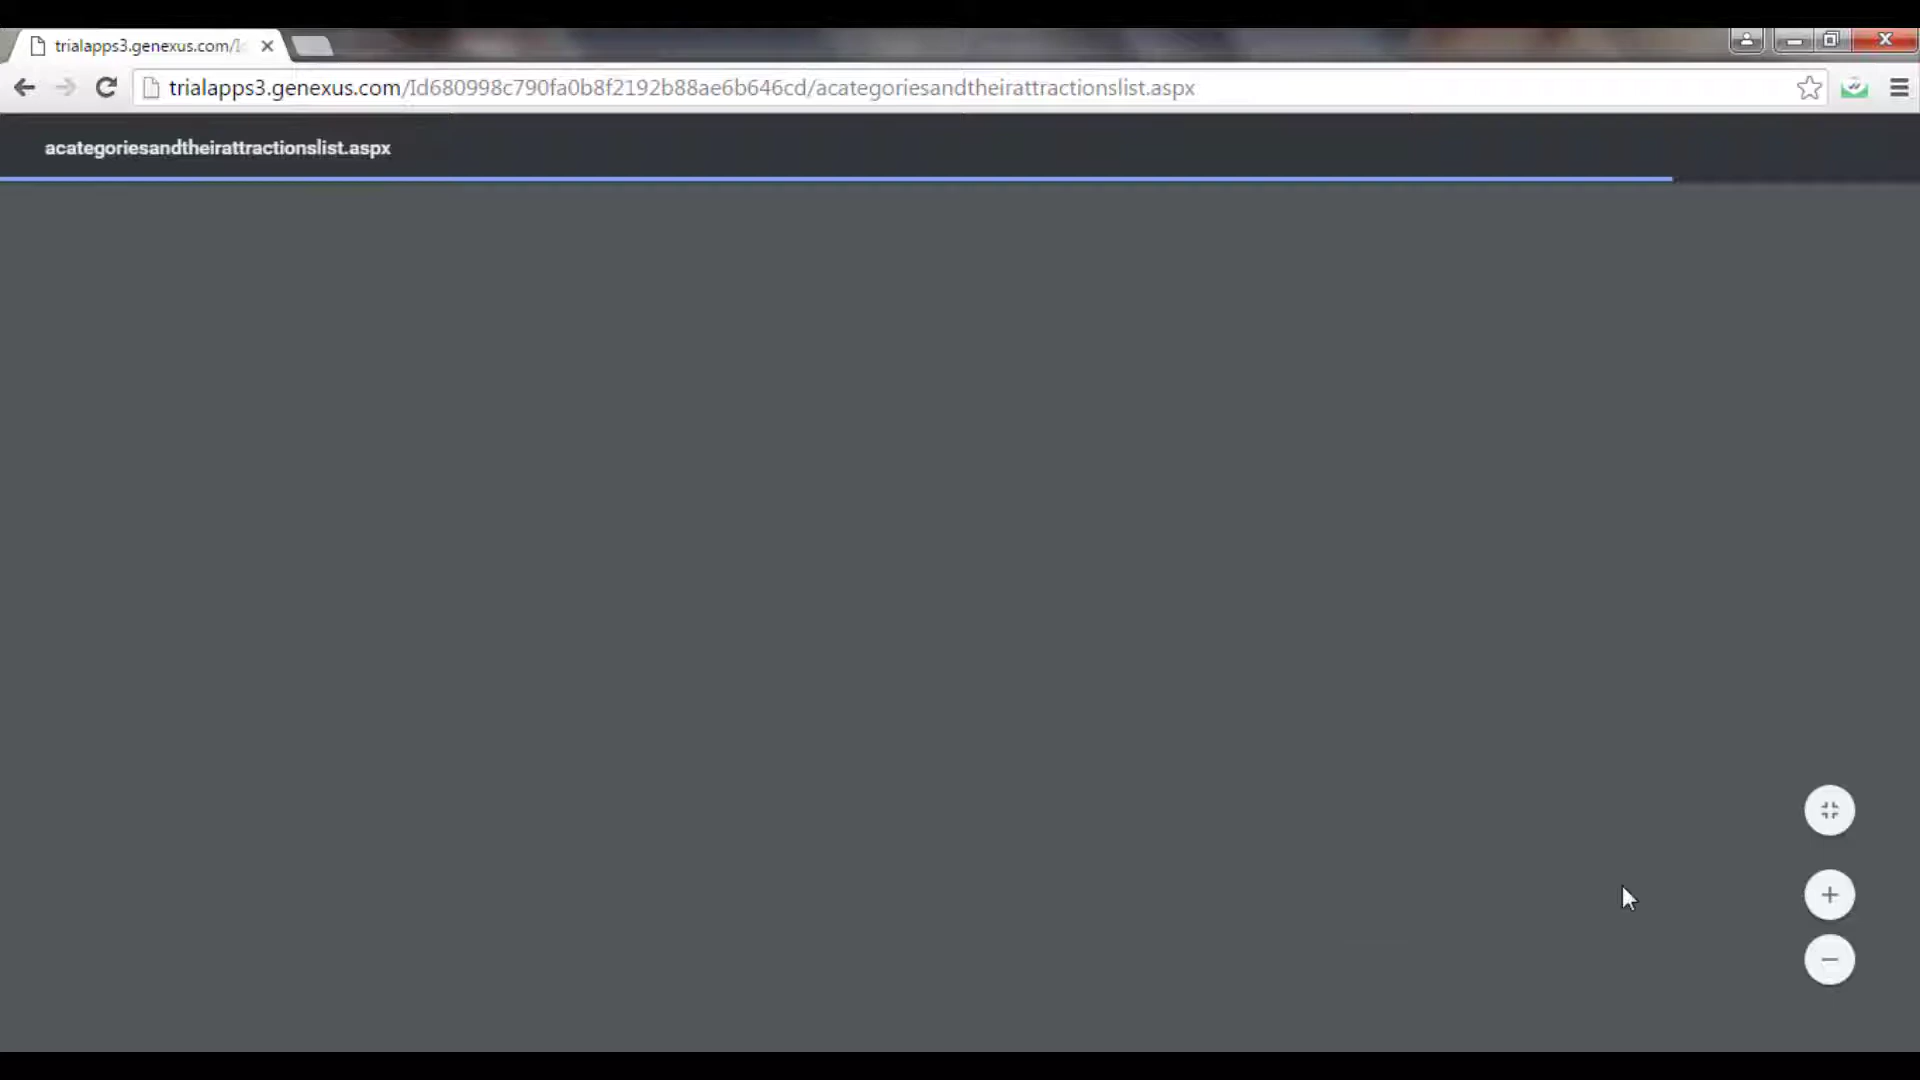 trialapps3.genexus.com/I
trialapps3.genexus.com/Id680998c790fa0b8f2192b88ae6b646cd/acategoriesandtheirattractionslist.aspx
acategoriesandtheirattractionslist.aspx